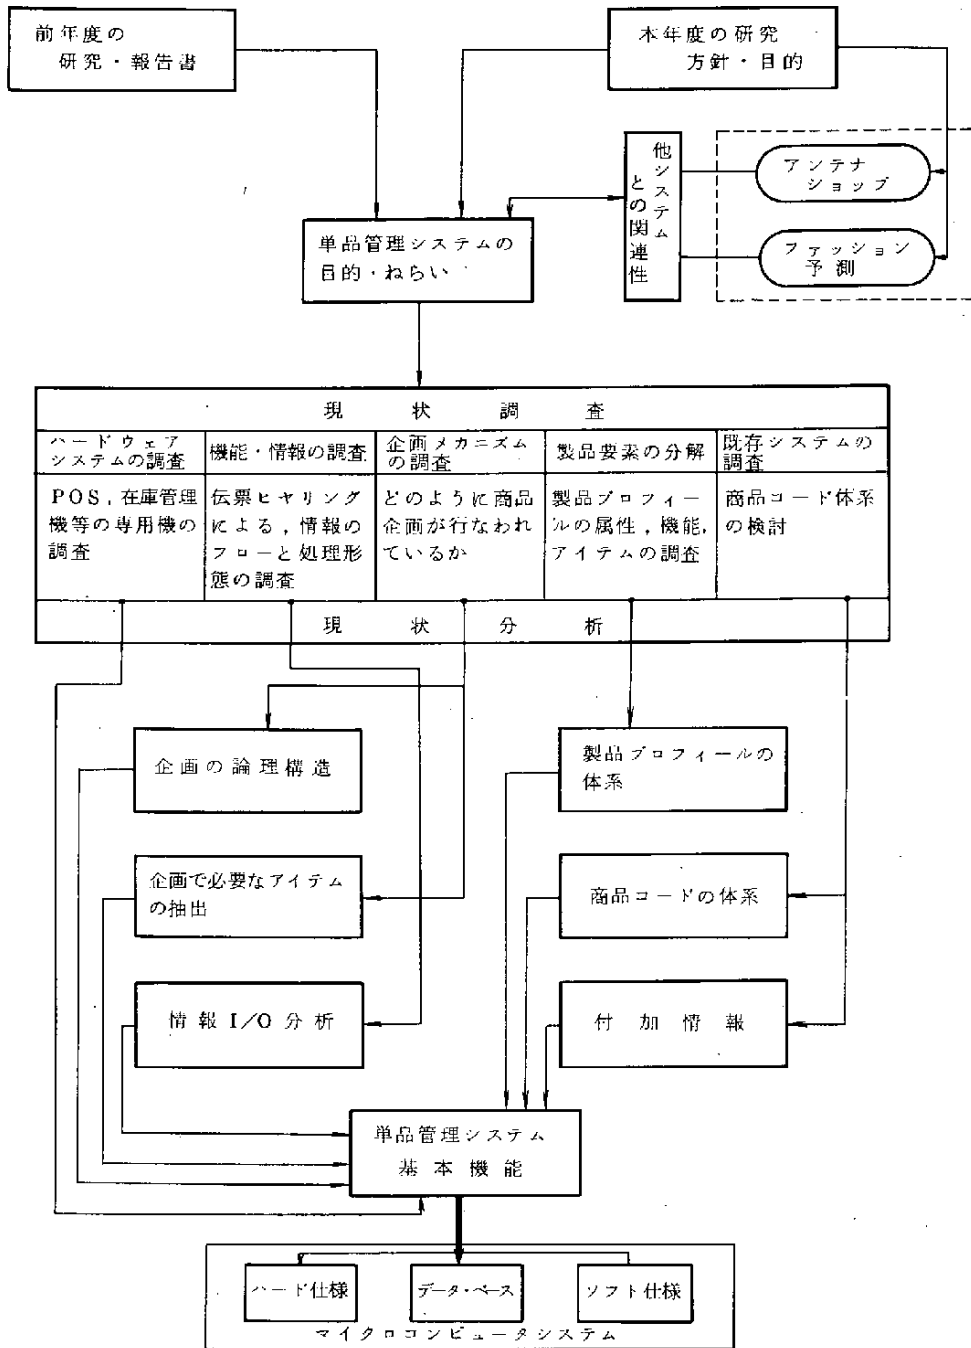 前年度の
研究・報告書
本年度の研究
方針・目的
他システム
との関連性
アンテナ
ショップ
ファッション
予測
単品管理システムの
目的・ねらい
現状調査
ハードウェア
システムの調査
機能・情報の調査
企画メカニズム
の調査
製品要素の分解
既存システムの
調査
POS,在庫管理
機等の専用機の
調査
伝票ヒヤリング
による,情報の
フローと処理形
態の調査
どのように商品
企画が行なわれ
ているか
製品プロフィー
ルの属性,機能,
アイテムの調査
商品コード体系
の検討
現状分析
企画の論理構造
製品プロフィールの
体系
企画で必要なアイテム
の抽出
商品コードの体系
情報I/O分析
付加情報
単品管理システム
基本機能
ハード仕様
データ・ベース
ソフト仕様
マイクロコンピュータシステム